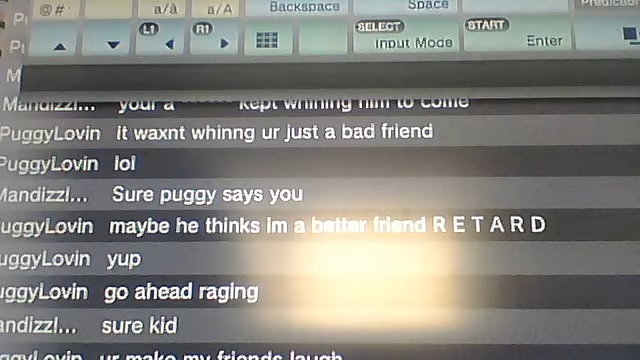 @#: a/â a/A Backspace Space
L1 R1 SELECT Input Mode START Enter
Mandizzl... your a kept whining him to come
PuggyLovin it waxnt whinng ur just a bad friend
PuggyLovin lol
Mandizzl... Sure puggy says you
uggyLovin maybe he thinks im a better friend R E T A R D
uggyLovin yup
uggyLovin go ahead raging
andizzl... sure kid
ggyLovin ur make my friends laugh